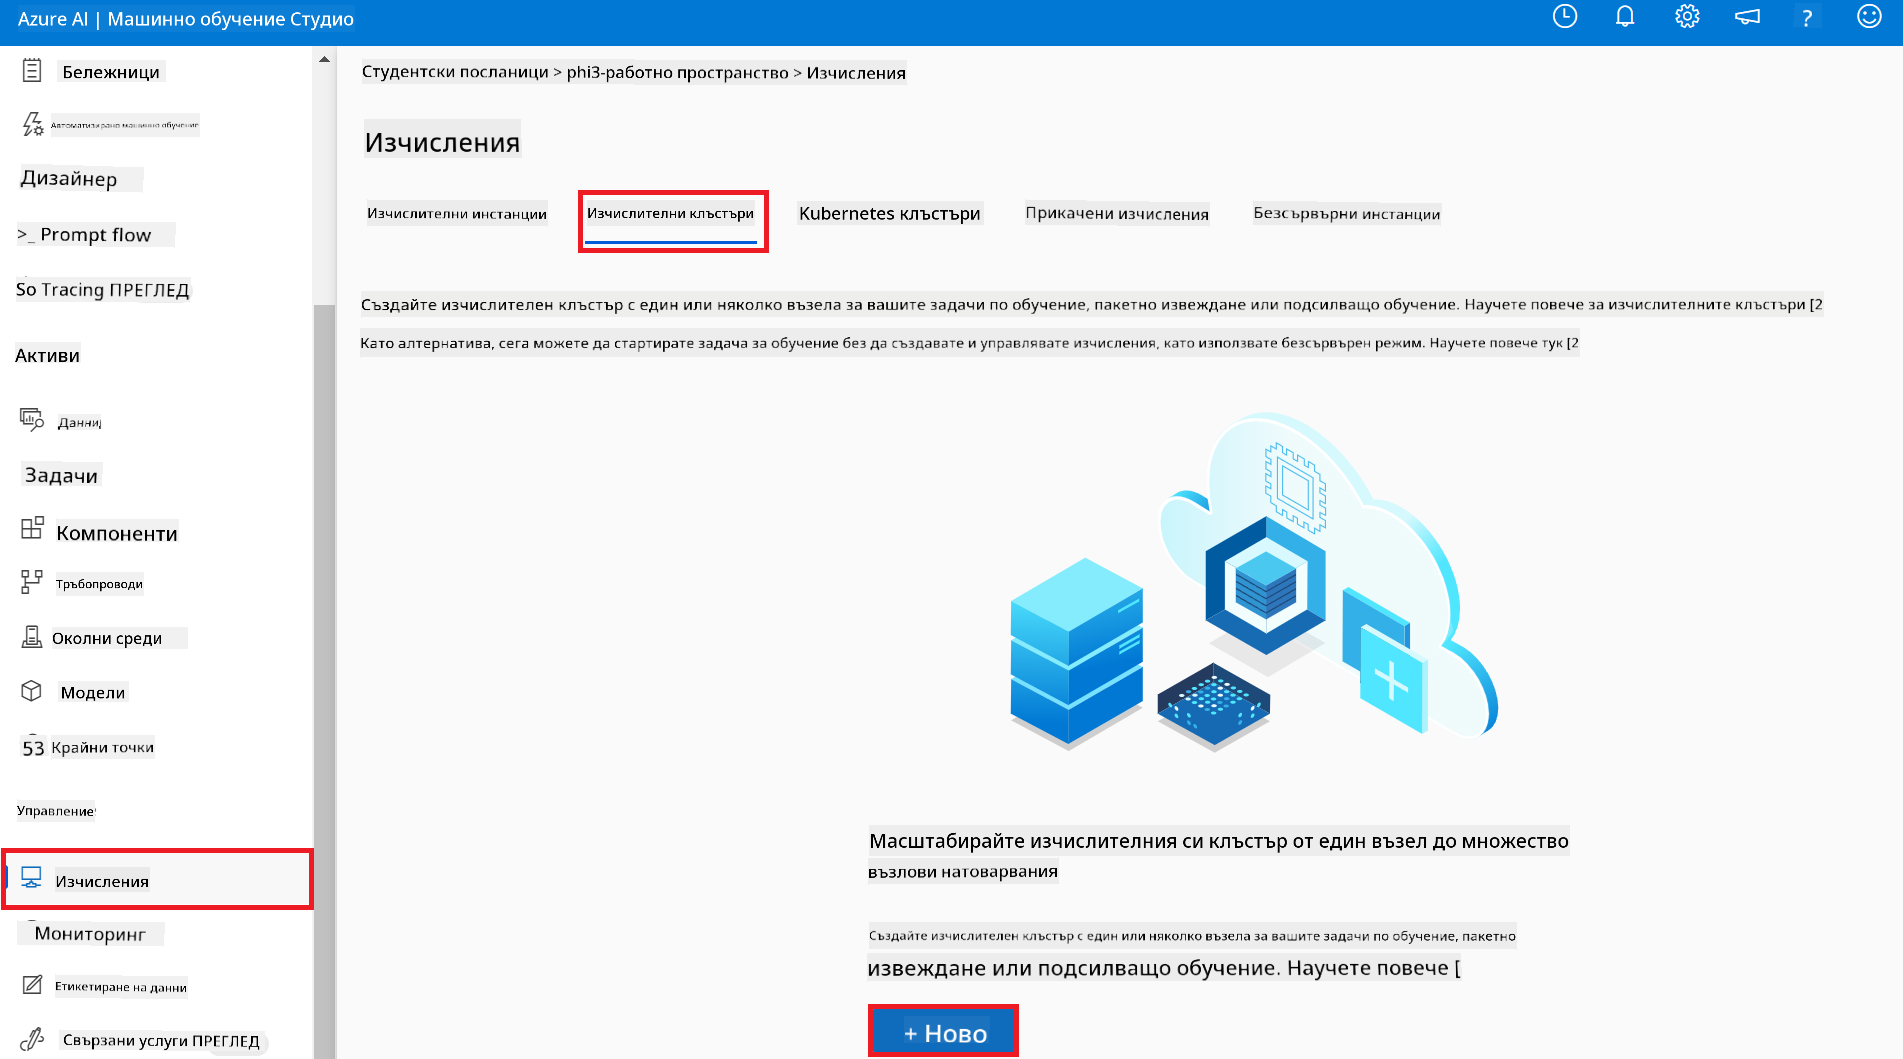 Azure AI | Машинно обучение Студио
Бележници
Автоматизирано машинно обучение
Дизайнер
>_ Prompt flow
So Tracing ПРЕГЛЕД
Активи
Данни
Задачи
Компоненти
Тръбопроводи
Околни среди
Модели
53 Крайни точки
Управление
Изчисления
Мониторинг
Етикетиране на данни
Свързани услуги ПРЕГЛЕД
Студентски посланици > phi3-работно пространство > Изчисления
Изчисления
Изчислителни инстанции
Изчислителни клъстъри
Kubernetes клъстъри
Прикачени изчисления
Безсървърни инстанции
Създайте изчислителен клъстър с един или няколко възела за вашите задачи по обучение, пакетно извеждане или подсилващо обучение. Научете повече за изчислителните клъстъри [2
Като алтернатива, сега можете да стартирате задача за обучение без да създавате и управлявате изчисления, като използвате безсървърен режим. Научете повече тук [2
Мащабирайте изчислителния си клъстър от един възел до множество
възлови натоварвания
Създайте изчислителен клъстър с един или няколко възела за вашите задачи по обучение, пакетно
извеждане или подсилващо обучение. Научете повече [
+ Ново